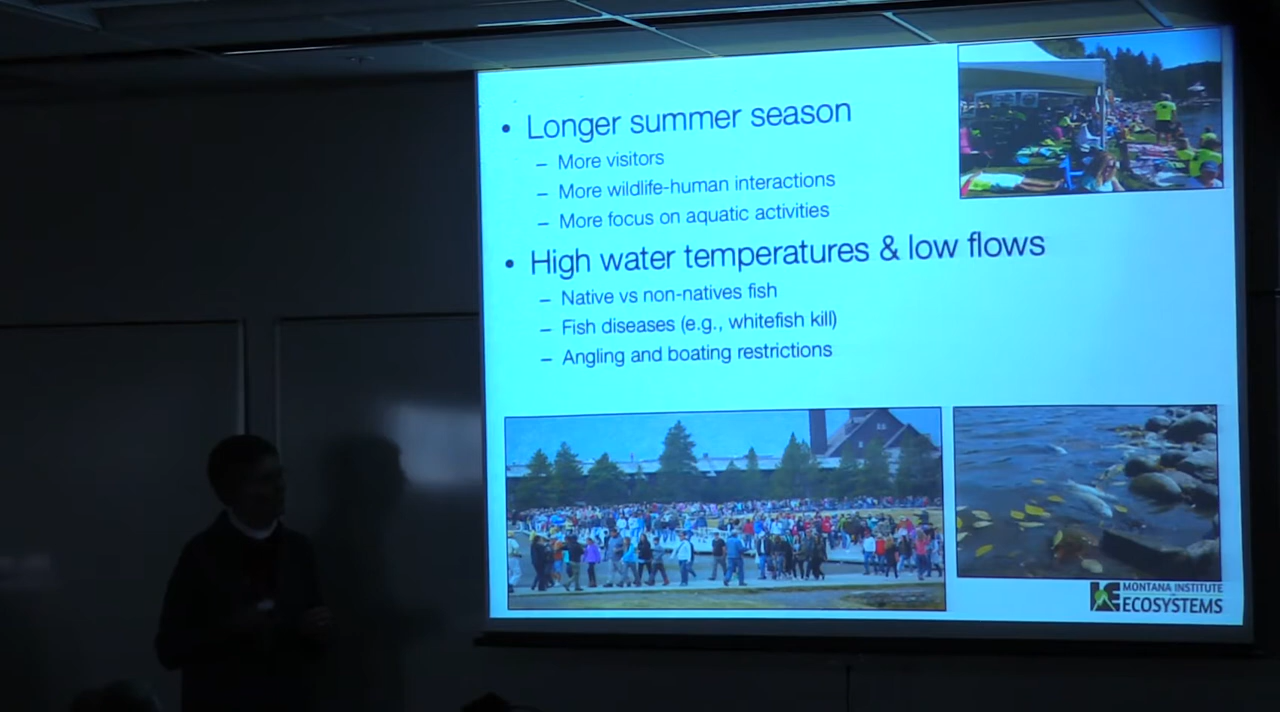 • Longer summer season
– More visitors
– More wildlife-human interactions
– More focus on aquatic activities
• High water temperatures & low flows
– Native vs non-natives fish
– Fish diseases (e.g., whitefish kill)
– Angling and boating restrictions
MONTANA INSTITUTE
ECOSYSTEMS